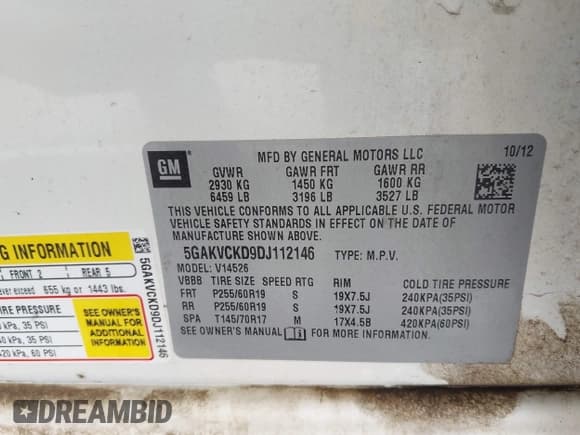 GM
MFD BY GENERAL MOTORS LLC
10/12
GVWR GAWR FRT GAWR RR
2930 KG 1450 KG 1600 KG
6459 LB 3196 LB 3527 LB
THIS VEHICLE CONFORMS TO ALL APPLICABLE U.S. FEDERAL MOTOR
VEHICLE SAFETY STANDARDS IN EFFECT ON THE DATE OF
MANUFACTURE SHOWN ABOVE.
5GAKVCKD9DJ112146 TYPE: M.P.V.
MODEL: V14526
VBBB TIRE SIZE SPEED RTG RIM COLD TIRE PRESSURE
FRT P255/60R19 S 19X7.5J 240KPA(35PSI)
RR P255/60R19 S 19X7.5J 240KPA(35PSI)
SPA T145/70R17 M 17X4.5B 420KPA(60PSI)
SEE OWNER'S MANUAL FOR MORE INFORMATION.
G INFORMATION
FRONT 2 REAR 5
ever exceed 655 kg or 1443 lbs.
RE PRESSURE
kPa, 35 PSI
kPa, 35 PSI
420 kPa, 60 PSI
SEE OWNER'S
MANUAL FOR
ADDITIONAL
INFORMATION
5GAKVCKD9DJ112146
DREAMBID